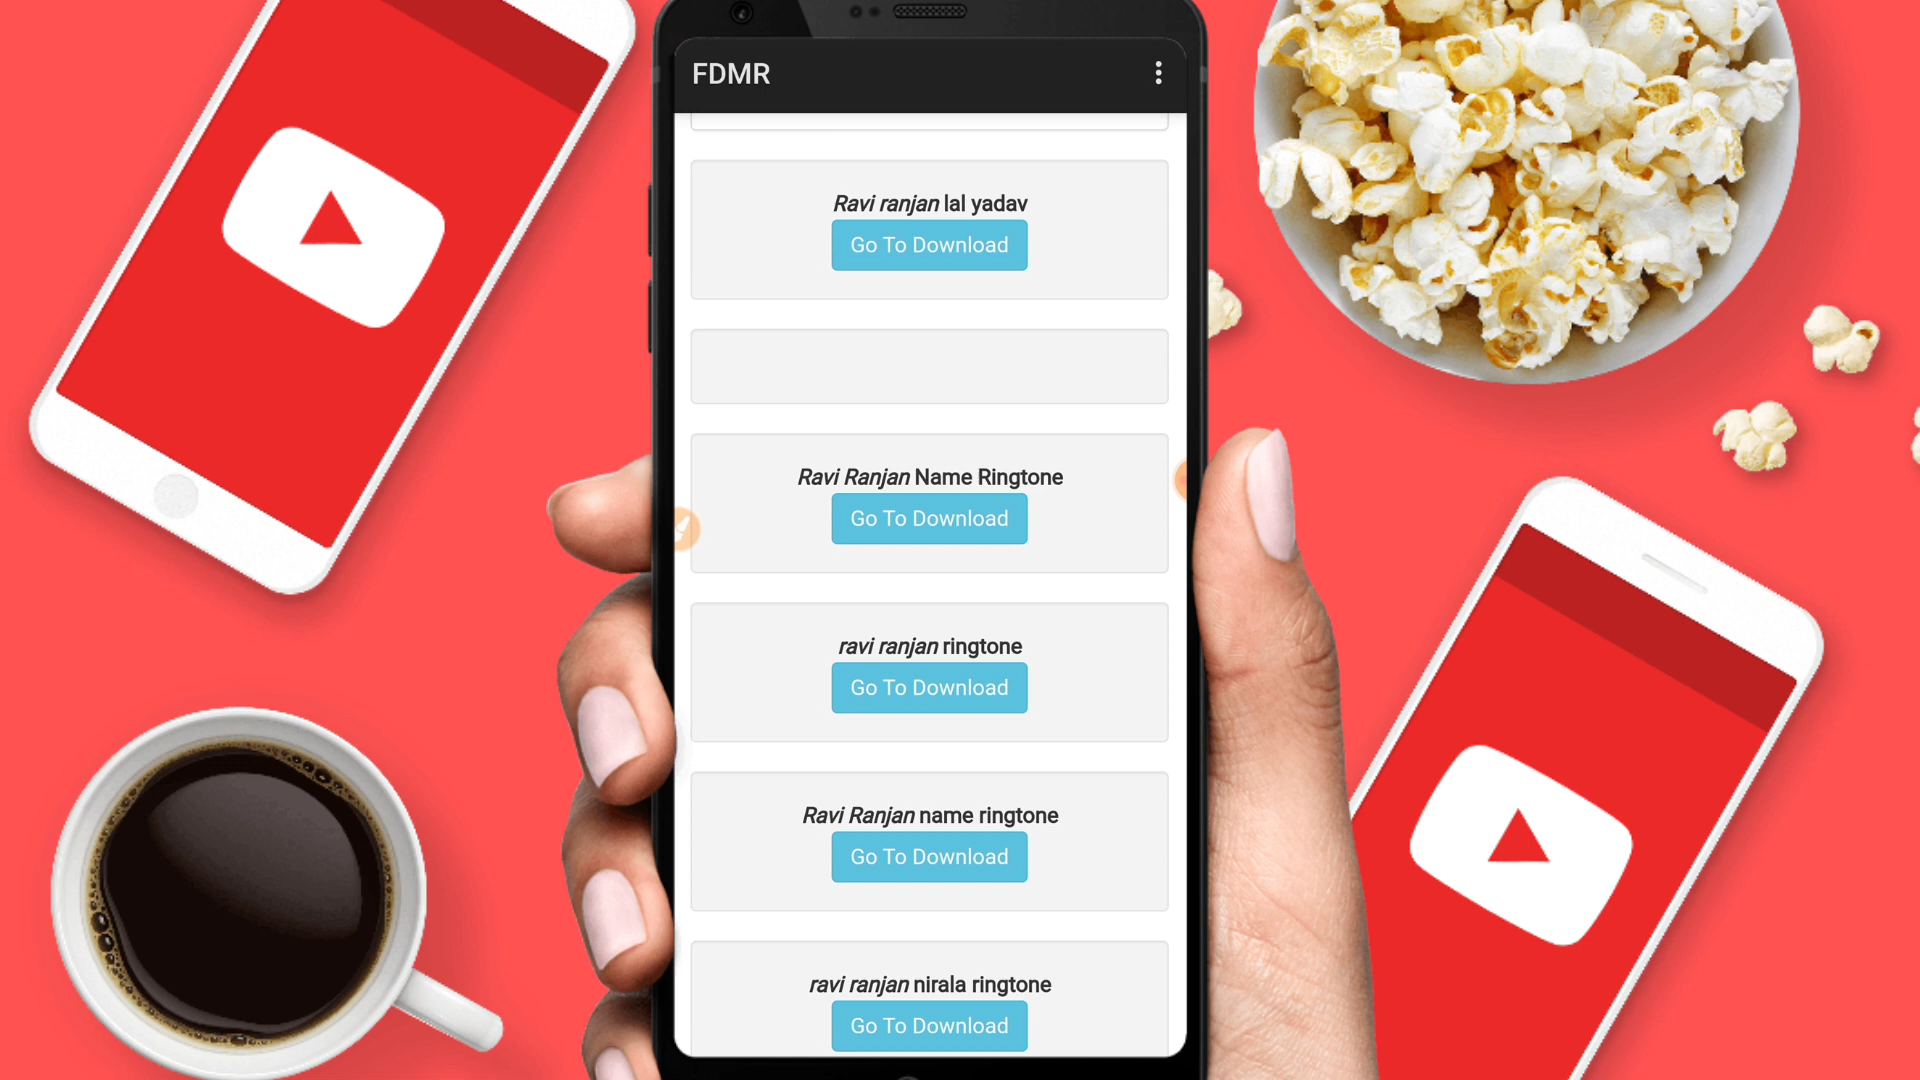 FDMR
Ravi ranjan lal yadav
Go To Download
Ravi Ranjan Name Ringtone
Go To Download
ravi ranjan ringtone
Go To Download
Ravi Ranjan name ringtone
Go To Download
ravi ranjan nirala ringtone
Go To Download